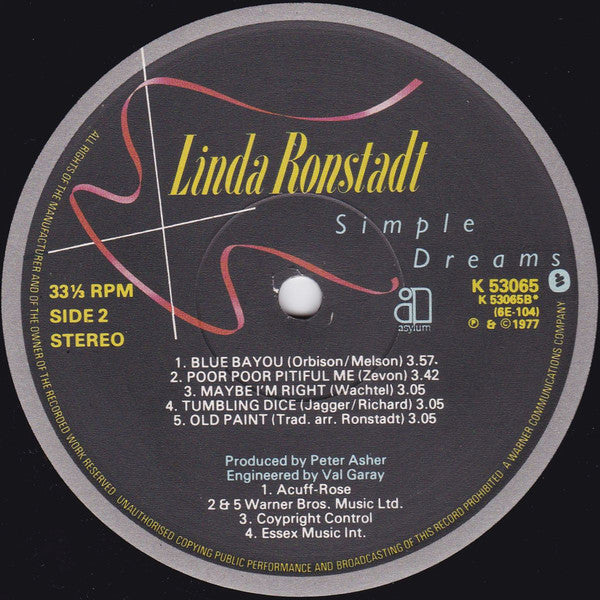 Linda Ronstadt
Simple
Dreams
33⅓ RPM
SIDE 2
STEREO
asylum
K 53065
K 53065B*
(6E-104)
℗ & © 1977
1. BLUE BAYOU (Orbison/Melson) 3.57·
2. POOR POOR PITIFUL ME (Zevon) 3.42
3. MAYBE I'M RIGHT (Wachtel) 3.05
4. TUMBLING DICE (Jagger/Richard) 3.05
5. OLD PAINT (Trad. arr. Ronstadt) 3.05
Produced by Peter Asher
Engineered by Val Garay
1. Acuff-Rose
2 & 5 Warner Bros. Music Ltd.
3. Coypright Control
4. Essex Music Int.
ALL RIGHTS OF THE MANUFACTURER AND OF THE OWNER OF THE RECORDED WORK RESERVED UNAUTHORISED COPYING PUBLIC PERFORMANCE AND BROADCASTING OF THIS RECORD PROHIBITED A WARNER COMMUNICATIONS COMPANY